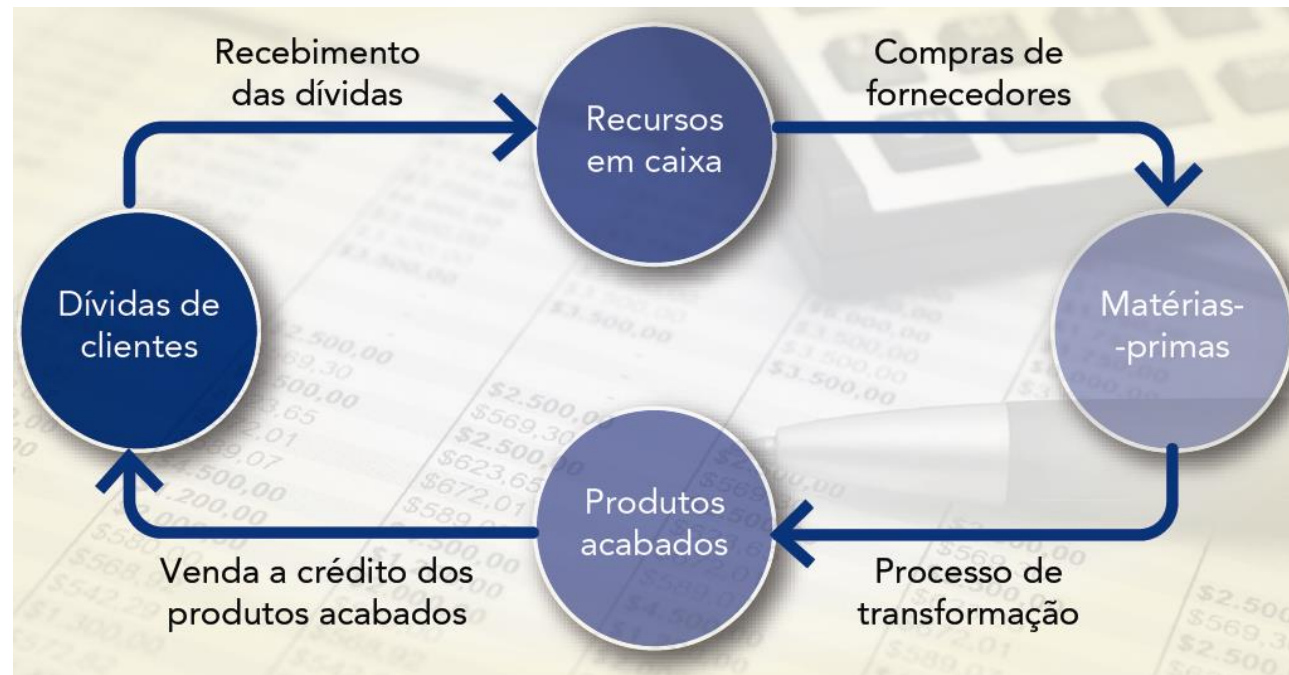 Recebimento
das dívidas
Recursos
em caixa
Compras de
fornecedores
Matérias-
-primas
Processo de
transformação
Produtos
acabados
Venda a crédito dos
produtos acabados
Dívidas de
clientes